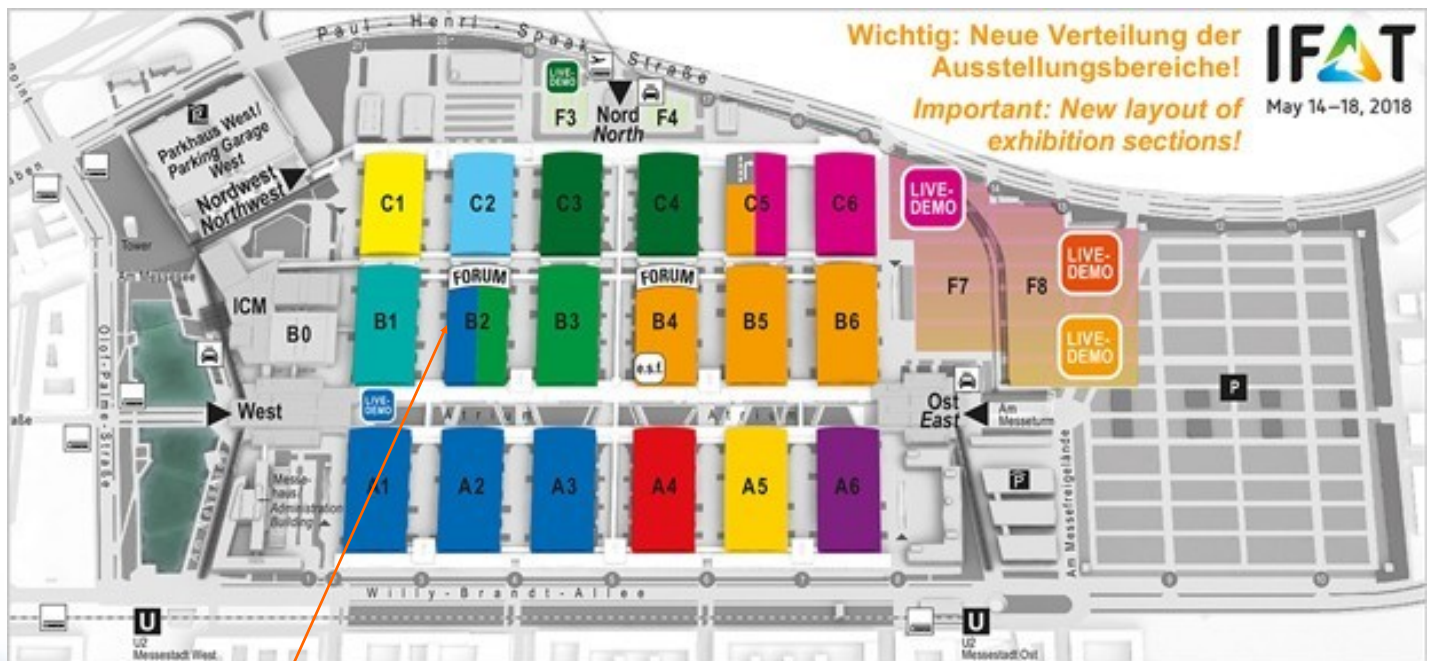 Wichtig: Neue Verteilung der
Ausstellungsbereiche!
Important: New layout of
exhibition sections!
IFAT
May 14–18, 2018
Paul-Henri-Spaak-Straße
LIVE-
DEMO
F3
Nord
North
F4
Parkhaus West/
Parking Garage
West
Nordwest
Northwest
Tower
Am Messesee
C1
C2
C3
C4
C5
C6
LIVE-
DEMO
F7
F8
LIVE-
DEMO
LIVE-
DEMO
ICM
B0
B1
FORUM
B2
B3
FORUM
B4
e.s.f.
B5
B6
Olof-Palme-Straße
West
LIVE-
DEMO
Atrium
Atrium
Ost
East
Am
Messeturm
P
P
Messe-
haus/
Administration
Building
A1
A2
A3
A4
A5
A6
Am Messefreigelände
Willy-Brandt-Allee
U
U2
Messestadt West
U
U2
Messestadt Ost